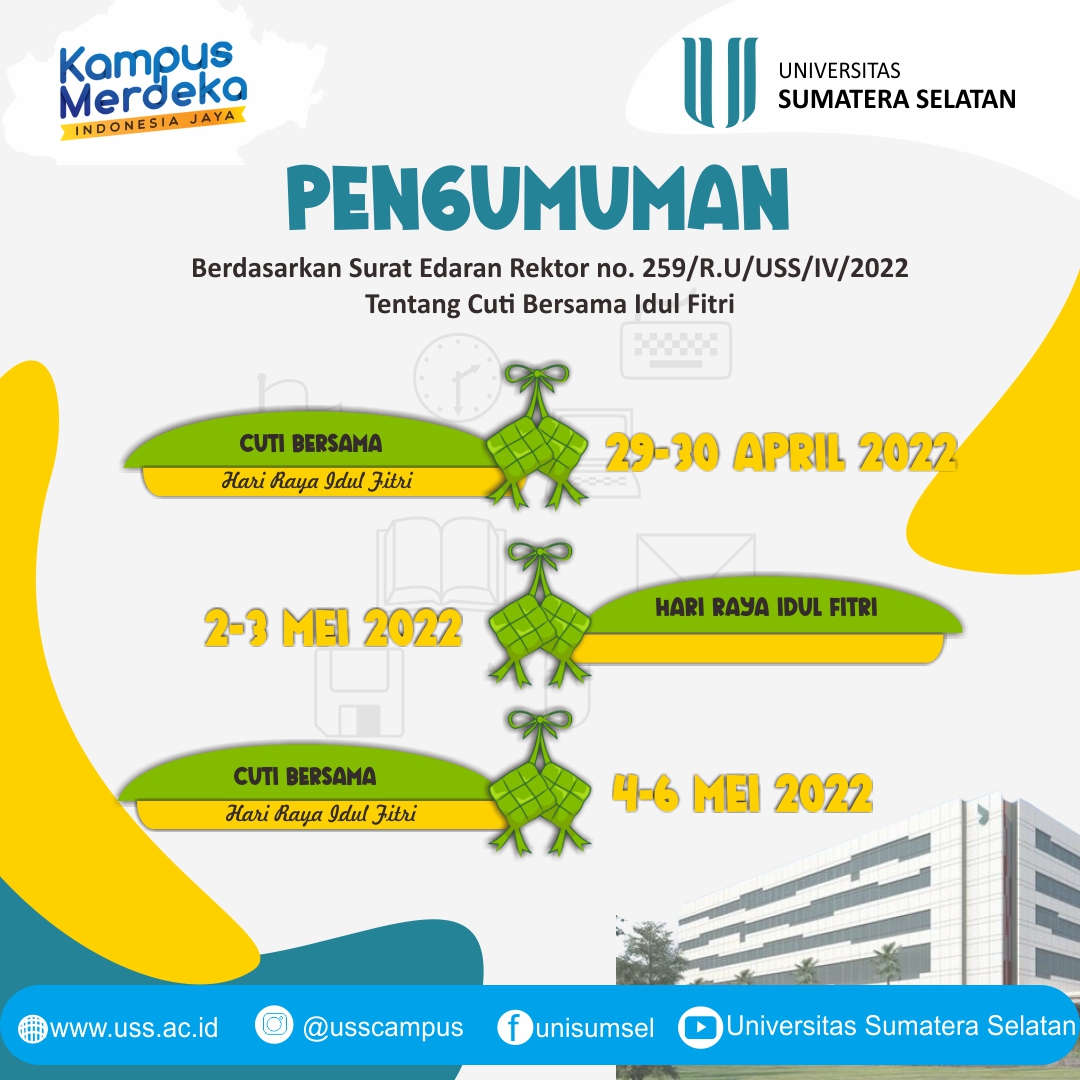 Kampus
Merdeka
INDONESIA JAYA
UNIVERSITAS
SUMATERA SELATAN
PENGUMUMAN
Berdasarkan Surat Edaran Rektor no. 259/R.U/USS/IV/2022
Tentang Cuti Bersama Idul Fitri
CUTI BERSAMA
Hari Raya Idul Fitri
29-30 APRIL 2022
2-3 MEI 2022
HARI RAYA IDUL FITRI
CUTI BERSAMA
Hari Raya Idul Fitri
4-6 MEI 2022
www.uss.ac.id
@usscampus
unisumsel
Universitas Sumatera Selatan